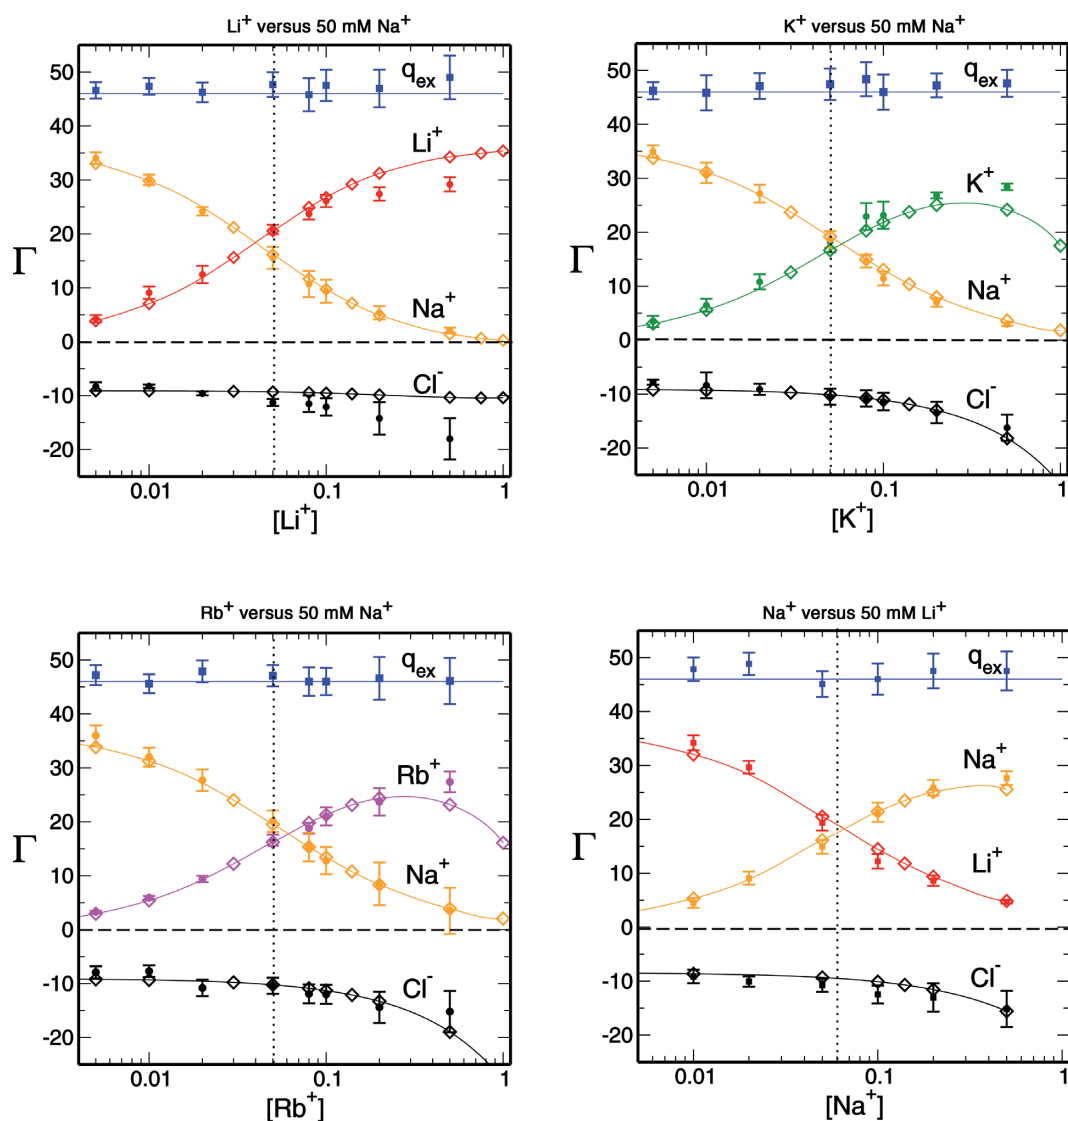 Li⁺ versus 50 mM Na⁺
50
40
30
20
10
0
-10
-20
Γ
qex
Li⁺
Na⁺
Cl⁻
0.01
0.1
1
[Li⁺]
K⁺ versus 50 mM Na⁺
50
40
30
20
10
0
-10
-20
Γ
qex
K⁺
Na⁺
Cl⁻
0.01
0.1
1
[K⁺]
Rb⁺ versus 50 mM Na⁺
50
40
30
20
10
0
-10
-20
Γ
qex
Rb⁺
Na⁺
Cl⁻
0.01
0.1
1
[Rb⁺]
Na⁺ versus 50 mM Li⁺
50
40
30
20
10
0
-10
-20
Γ
qex
Na⁺
Li⁺
Cl⁻
0.01
0.1
1
[Na⁺]